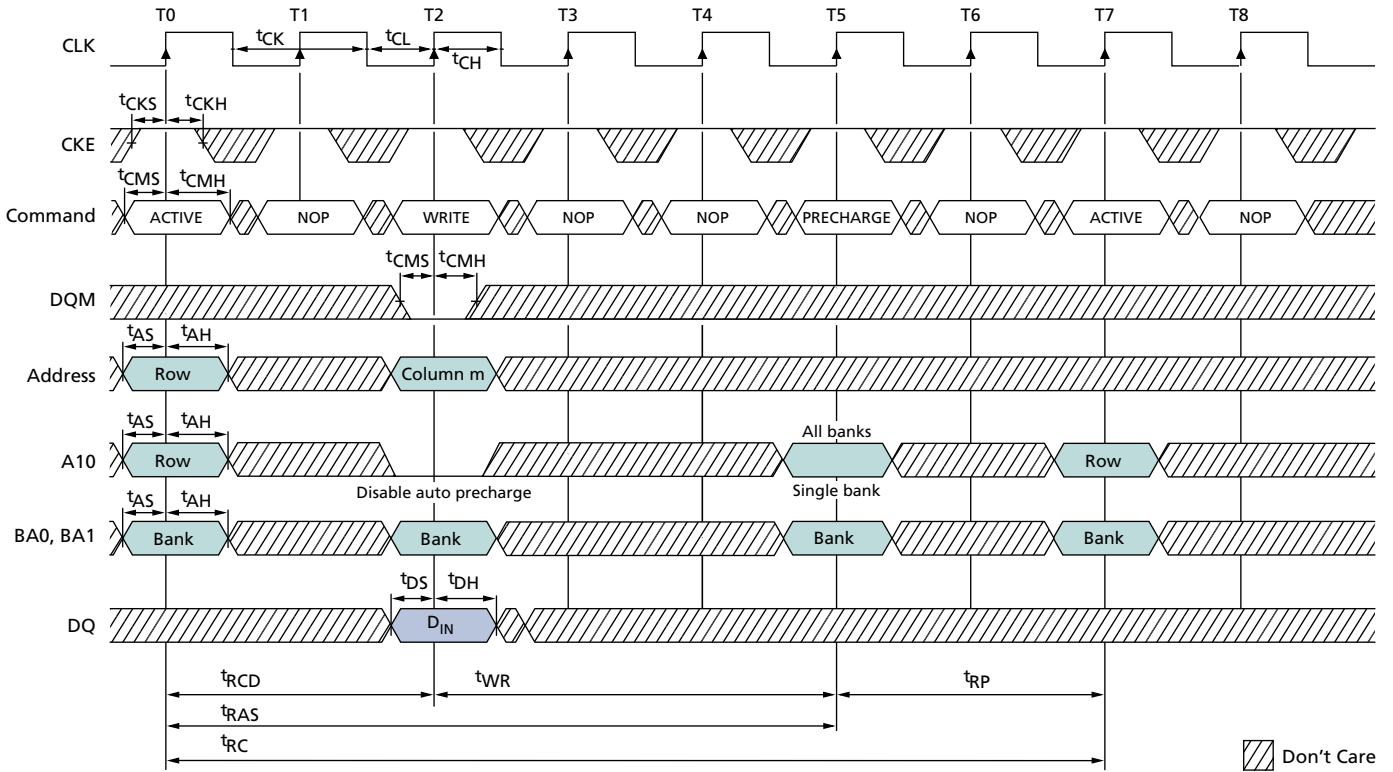 T0 T1 T2 T3 T4 T5 T6 T7 T8
CLK
tCK tCL
tCH
tCKS tCKH
CKE
tCMS tCMH
Command ACTIVE NOP WRITE NOP NOP PRECHARGE NOP ACTIVE NOP
tCMS tCMH
DQM
tAS tAH
Address Row Column m
tAS tAH
All banks
A10 Row Row
Disable auto precharge Single bank
tAS tAH
BA0, BA1 Bank Bank Bank Bank
tDS tDH
DQ DIN
tRCD tWR tRP
tRAS
tRC
Don't Care